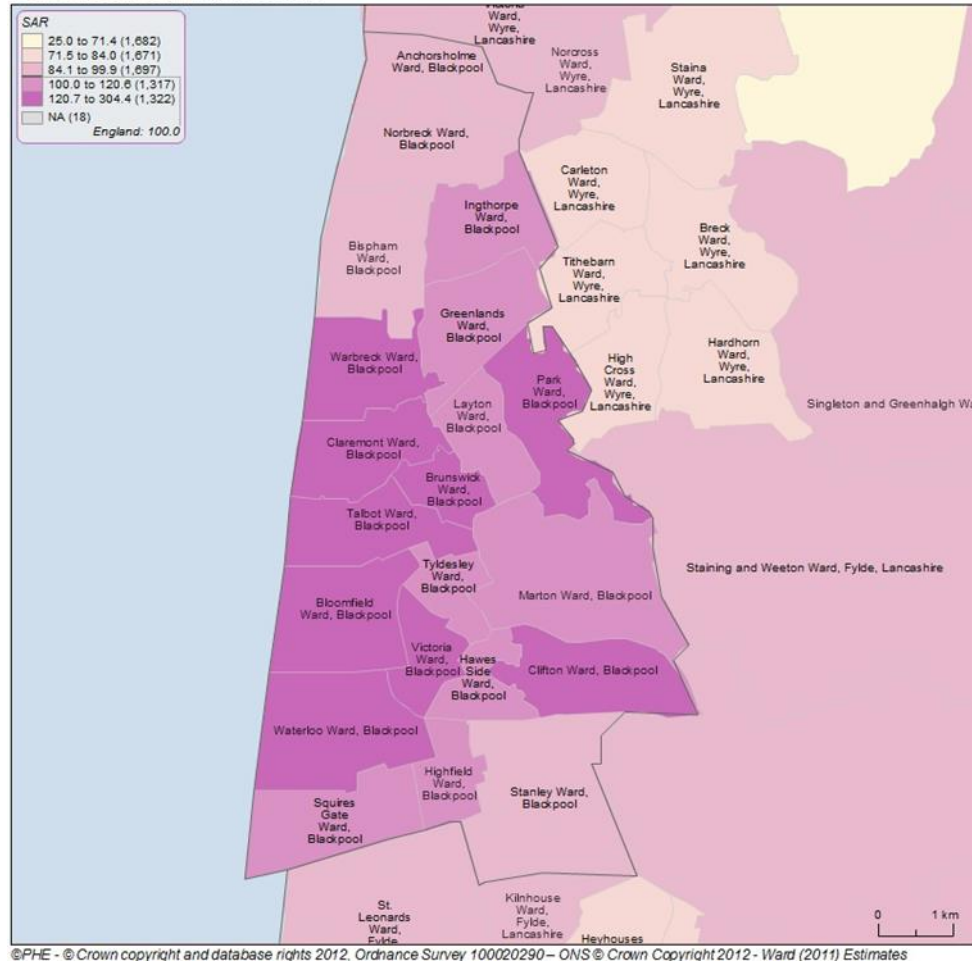 SAR
25.0 to 71.4 (1,682)
71.5 to 84.0 (1,671)
84.1 to 99.9 (1,697)
100.0 to 120.6 (1,317)
120.7 to 304.4 (1,322)
NA (18)
England: 100.0
Ward, Wyre,
Lancashire
Norcross
Ward,
Wyre,
Lancashire
Anchorsholme
Ward, Blackpool
Staina
Ward,
Wyre,
Lancashire
Norbreck Ward,
Blackpool
Carleton
Ward,
Wyre,
Lancashire
Ingthorpe
Ward,
Blackpool
Breck
Ward,
Wyre,
Lancashire
Bispham
Ward,
Blackpool
Tithebarn
Ward,
Wyre,
Lancashire
Greenlands
Ward,
Blackpool
Hardhorn
Ward,
Wyre,
Lancashire
Warbreck Ward,
Blackpool
High
Cross
Ward,
Wyre,
Lancashire
Park
Ward,
Blackpool
Layton
Ward,
Blackpool
Singleton and Greenhalgh Wa
Claremont Ward,
Blackpool
Brunswick
Ward,
Blackpool
Talbot Ward,
Blackpool
Tyldesley
Ward,
Blackpool
Staining and Weeton Ward, Fylde, Lancashire
Marton Ward, Blackpool
Bloomfield
Ward, Blackpool
Victoria
Ward,
Blackpool
Hawes
Side
Ward,
Blackpool
Clifton Ward, Blackpool
Waterloo Ward, Blackpool
Highfield
Ward,
Blackpool
Stanley Ward,
Blackpool
Squires
Gate
Ward,
Blackpool
St.
Leonards
Ward,
Fylde
Kilnhouse
Ward,
Fylde,
Lancashire
Heyhouses
0 1 km
©PHE - © Crown copyright and database rights 2012, Ordnance Survey 100020290 – ONS © Crown Copyright 2012 - Ward (2011) Estimates